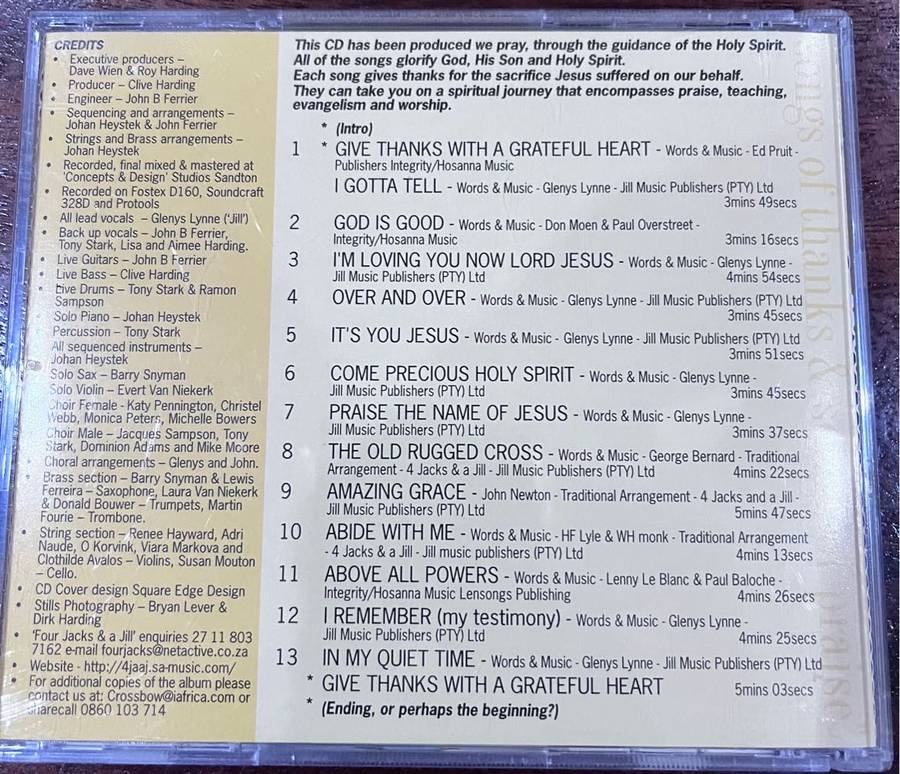 CREDITS
• Executive producers –
Dave Wien & Roy Harding
• Producer – Clive Harding
• Engineer – John B Ferrier
• Sequencing and arrangements –
Johan Heystek & John Ferrier
• Strings and Brass arrangements –
Johan Heystek
• Recorded, final mixed & mastered at
'Concepts & Design' Studios Sandton
• Recorded on Fostex D160, Soundcraft
328D and Protools
• All lead vocals – Glenys Lynne ('Jill')
• Back up vocals – John B Ferrier,
Tony Stark, Lisa and Aimee Harding.
• Live Guitars – John B Ferrier
• Live Bass – Clive Harding
• Live Drums – Tony Stark & Ramon
Sampson
Solo Piano – Johan Heystek
Percussion – Tony Stark
All sequenced instruments –
Johan Heystek
Solo Sax – Barry Snyman
Solo Violin – Evert Van Niekerk
Choir Female - Katy Pennington, Christel
Webb, Monica Peters, Michelle Bowers
Choir Male – Jacques Sampson, Tony
Stark, Dominion Adams and Mike Moore
• Choral arrangements – Glenys and John.
• Brass section – Barry Snyman & Lewis
Ferreira – Saxophone, Laura Van Niekerk
& Donald Bouwer – Trumpets, Martin
Fourie – Trombone.
• String section – Renee Hayward, Adri
Naude, O Korvink, Viara Markova and
Clothilde Avalos – Violins, Susan Mouton
– Cello.
• CD Cover design Square Edge Design
• Stills Photography – Bryan Lever &
Dirk Harding
• 'Four Jacks & a Jill' enquiries 27 11 803
7162 e-mail fourjacks@netactive.co.za
• Website - http://4jaaj.sa-music.com/
• For additional copies of the album please
contact us at: Crossbow@iafrica.com or
sharecall 0860 103 714
This CD has been produced we pray, through the guidance of the Holy Spirit.
All of the songs glorify God, His Son and Holy Spirit.
Each song gives thanks for the sacrifice Jesus suffered on our behalf.
They can take you on a spiritual journey that encompasses praise, teaching,
evangelism and worship.
* (Intro)
1 * GIVE THANKS WITH A GRATEFUL HEART - Words & Music - Ed Pruit -
Publishers Integrity/Hosanna Music
I GOTTA TELL - Words & Music - Glenys Lynne - Jill Music Publishers (PTY) Ltd
3mins 49secs
2 GOD IS GOOD - Words & Music - Don Moen & Paul Overstreet -
Integrity/Hosanna Music 3mins 16secs
3 I'M LOVING YOU NOW LORD JESUS - Words & Music - Glenys Lynne -
Jill Music Publishers (PTY) Ltd 4mins 54secs
4 OVER AND OVER - Words & Music - Glenys Lynne - Jill Music Publishers (PTY) Ltd
3mins 45secs
5 IT'S YOU JESUS - Words & Music - Glenys Lynne - Jill Music Publishers (PTY) Ltd
3mins 51secs
6 COME PRECIOUS HOLY SPIRIT - Words & Music - Glenys Lynne -
Jill Music Publishers (PTY) Ltd 3mins 45secs
7 PRAISE THE NAME OF JESUS - Words & Music - Glenys Lynne -
Jill Music Publishers (PTY) Ltd 3mins 37secs
8 THE OLD RUGGED CROSS - Words & Music - George Bernard - Traditional
Arrangement - 4 Jacks & a Jill - Jill Music Publishers (PTY) Ltd 4mins 22secs
9 AMAZING GRACE - John Newton - Traditional Arrangement - 4 Jacks and a Jill -
Jill Music Publishers (PTY) Ltd 5mins 47secs
10 ABIDE WITH ME - Words & Music - HF Lyle & WH monk - Traditional Arrangement
- 4 Jacks & a Jill - Jill music publishers (PTY) Ltd 4mins 13secs
11 ABOVE ALL POWERS - Words & Music - Lenny Le Blanc & Paul Baloche -
Integrity/Hosanna Music Lensongs Publishing 4mins 26secs
12 I REMEMBER (my testimony) - Words & Music - Glenys Lynne -
Jill Music Publishers (PTY) Ltd 4mins 25secs
13 IN MY QUIET TIME - Words & Music - Glenys Lynne - Jill Music Publishers (PTY) Ltd
* GIVE THANKS WITH A GRATEFUL HEART 5mins 03secs
* (Ending, or perhaps the beginning?)
of thanks & praise